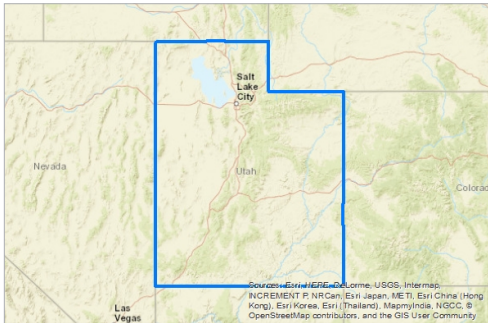 Salt
Lake
City
Nevada
Utah
Colorad
Las
Vegas
Sources: Esri, HERE, DeLorme, USGS, Intermap,
INCREMENT P, NRCan, Esri Japan, METI, Esri China (Hong
Kong), Esri Korea, Esri (Thailand), MapmyIndia, NGCC, ©
OpenStreetMap contributors, and the GIS User Community